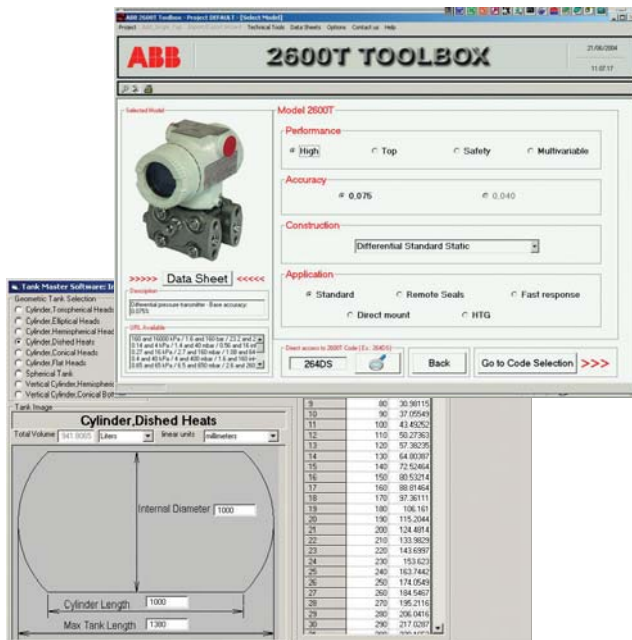 ABB 2600T Toolbox - Project DEFAULT - [Select Model]
Project
Technical Tools Data Sheets Options Contact us Help
ABB
2600T TOOLBOX
21/06/2004
11:07:17
Selected Model
Model 2600T
Performance
High Top Safety Multivariable
Accuracy
0,075 0,040
Construction
Differential Standard Static
>>>>> Data Sheet <<<<<
Application
Description
Differential pressure transmitter - Base accuracy:
0.075%
Standard Remote Seals Fast response
Direct mount HTG
URL Available
Direct access to 2600T Code (Ex.: 264DS)
264DS Back Go to Code Selection >>>
Tank Master Software:
Geometric Tank Selection
Cylinder,Torispherical Heads
Cylinder,Elliptical Heads
Cylinder,Hemispherical
Cylinder,Dished Heats
Cylinder,Conical Heads
Cylinder,Flat Heads
Spherical Tank
Vertical Cylinder,Hemispheric
Vertical Cylinder,Conical Bott
Tank Image
Cylinder,Dished Heats
Total Volume 941.8065 Liters linear units millimeters
Internal Diameter 1000
Cylinder Length 1000
Max Tank Length 1380
9 80 30.98115
10 90 37.05549
11 100 43.49252
12 110 50.27363
13 120 57.38235
14 130 64.80387
15 140 72.52464
16 150 80.53214
17 160 88.81464
18 170 97.36111
19 180 106.161
20 190 115.2044
21 200 124.4814
22 210 133.9829
23 220 143.6997
24 230 153.623
25 240 163.7442
26 250 174.0549
27 260 184.5467
28 270 195.2116
29 280 206.0416
30 290 217.0287